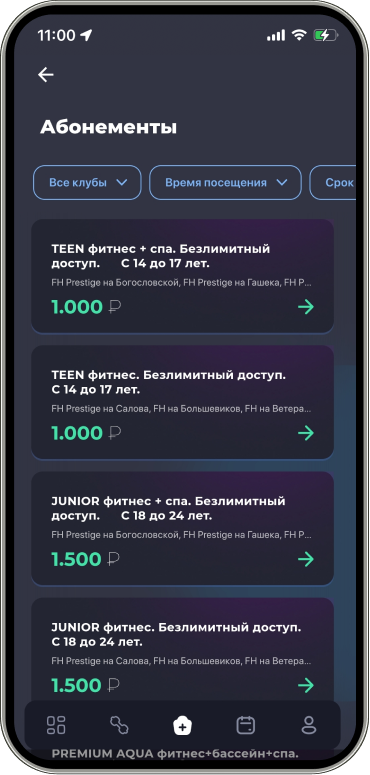 11:00
Абонементы
Все клубы
Время посещения
Срок
TEEN фитнес + спа. Безлимитный
доступ. С 14 до 17 лет.
FH Prestige на Богословской, FH Prestige на Гашека, FH P...
1.000 ₽
TEEN фитнес. Безлимитный доступ.
С 14 до 17 лет.
FH Prestige на Салова, FH на Большевиков, FH на Ветера...
1.000 ₽
JUNIOR фитнес + спа. Безлимитный
доступ. С 18 до 24 лет.
FH Prestige на Богословской, FH Prestige на Гашека, FH P...
1.500 ₽
JUNIOR фитнес. Безлимитный доступ.
С 18 до 24 лет.
FH Prestige на Салова, FH на Большевиков, FH на Ветера...
1.500 ₽
PREMIUM AQUA фитнес+бассейн+спа.